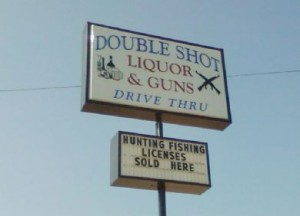 DOUBLE SHOT
LIQUOR
& GUNS
DRIVE THRU
HUNTING FISHING
LICENSES
SOLD HERE